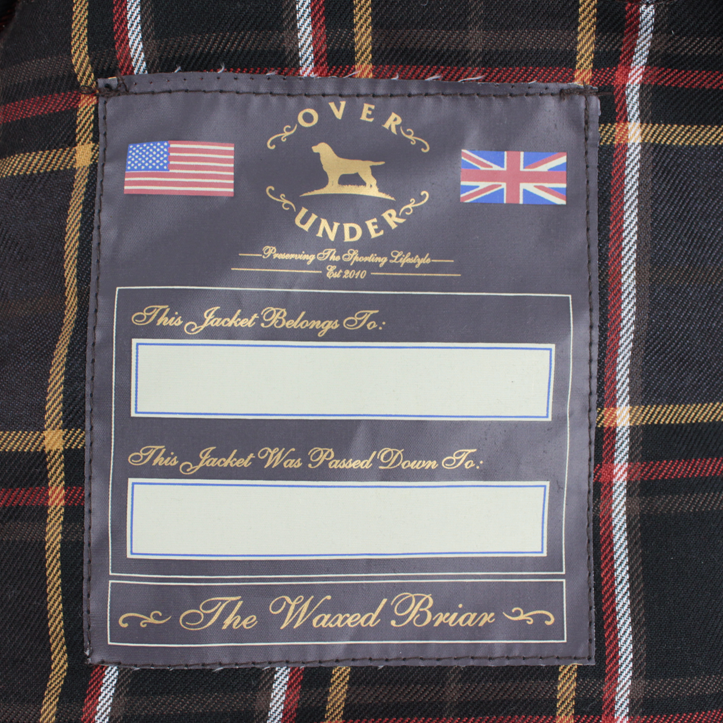 OVER
UNDER
Preserving The Sporting Lifestyle
Est 2010
This Jacket Belongs To:
This Jacket Was Passed Down To:
The Waxed Briar